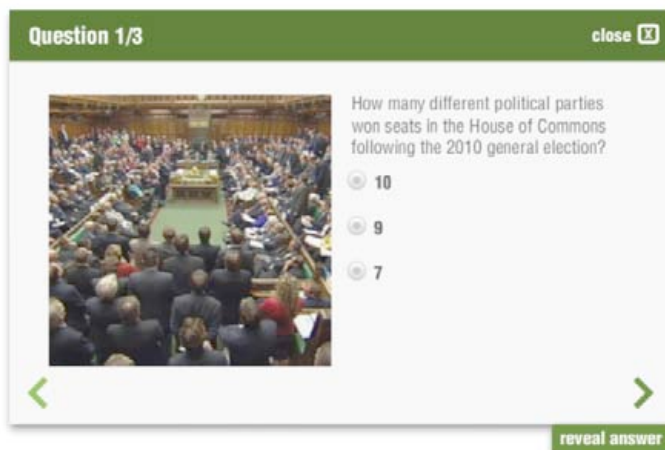 Question 1/3
close X
How many different political parties
won seats in the House of Commons
following the 2010 general election?
10
9
7
reveal answer